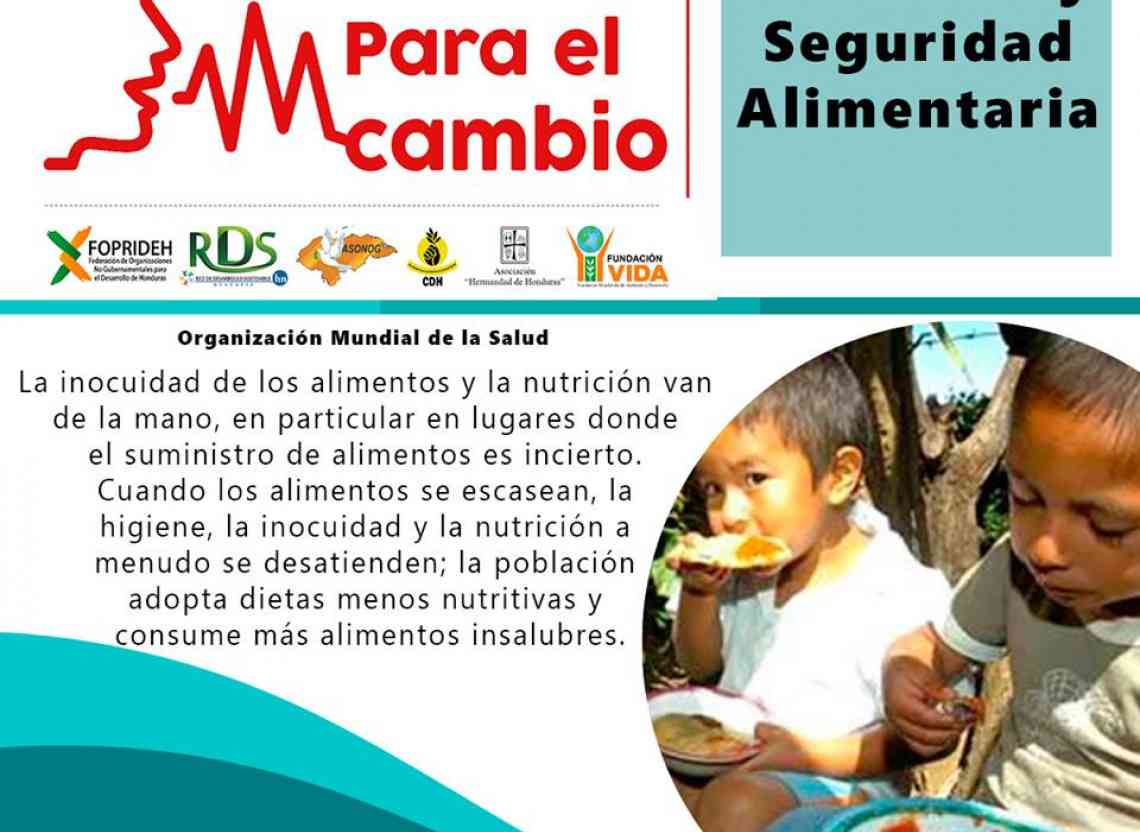 Para el
cambio
Seguridad
Alimentaria
FOPRIDEH
Federación de Organizaciones
No Gubernamentales para
el Desarrollo de Honduras
RDS
hn
ASONOG
CDH
Asociación
"Hermandad de Honduras"
FUNDACIÓN
VIDA
Organización Mundial de la Salud
La inocuidad de los alimentos y la nutrición van
de la mano, en particular en lugares donde
el suministro de alimentos es incierto.
Cuando los alimentos se escasean, la
higiene, la inocuidad y la nutrición a
menudo se desatienden; la población
adopta dietas menos nutritivas y
consume más alimentos insalubres.